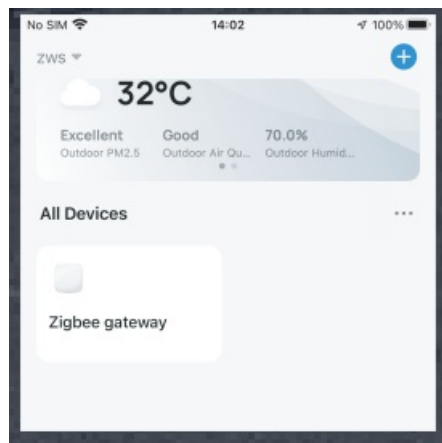 No SIM 14:02 100%
ZWS
32°C
Excellent Good 70.0%
Outdoor PM2.5 Outdoor Air Qu... Outdoor Humid...
All Devices
Zigbee gateway